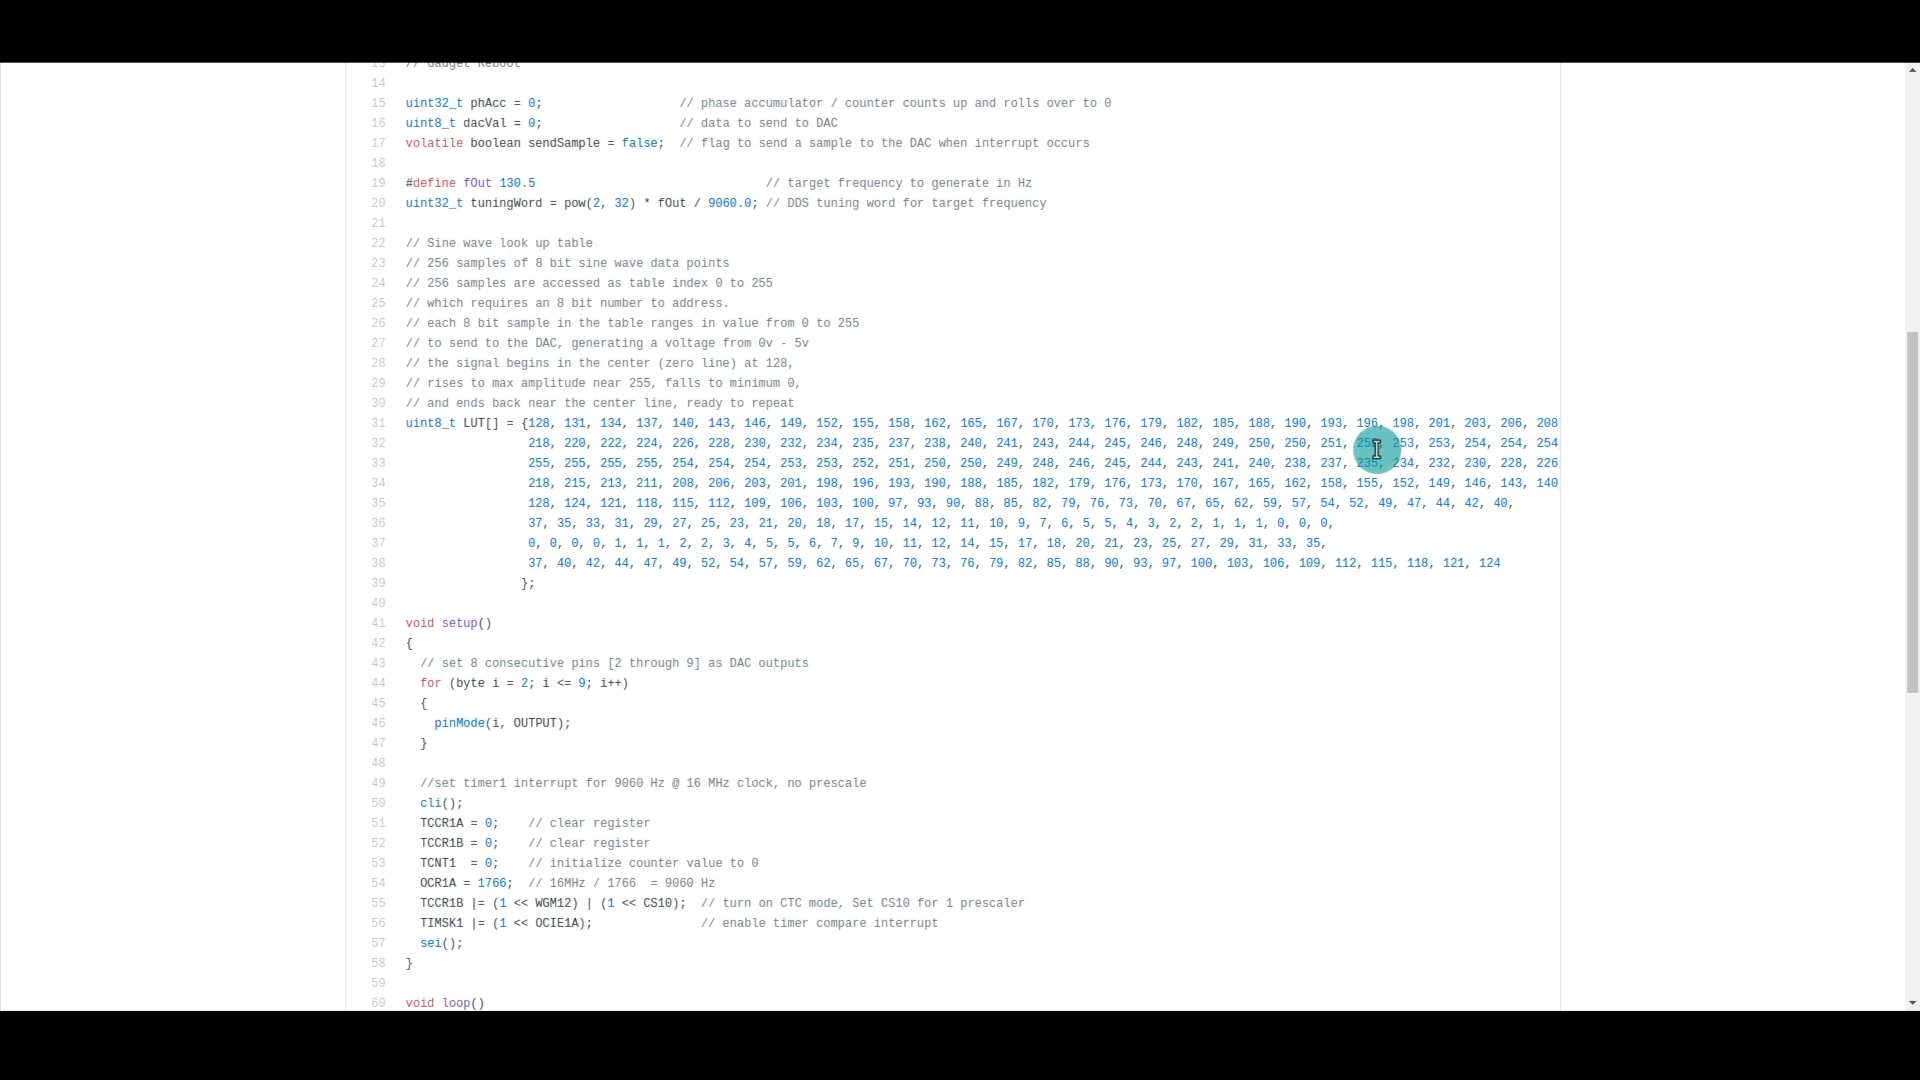 13 // Gadget Reboot
14
15 uint32_t phAcc = 0; // phase accumulator / counter counts up and rolls over to 0
16 uint8_t dacVal = 0; // data to send to DAC
17 volatile boolean sendSample = false; // flag to send a sample to the DAC when interrupt occurs
18
19 #define fOut 130.5 // target frequency to generate in Hz
20 uint32_t tuningWord = pow(2, 32) * fOut / 9060.0; // DDS tuning word for target frequency
21
22 // Sine wave look up table
23 // 256 samples of 8 bit sine wave data points
24 // 256 samples are accessed as table index 0 to 255
25 // which requires an 8 bit number to address.
26 // each 8 bit sample in the table ranges in value from 0 to 255
27 // to send to the DAC, generating a voltage from 0v - 5v
28 // the signal begins in the center (zero line) at 128,
29 // rises to max amplitude near 255, falls to minimum 0,
30 // and ends back near the center line, ready to repeat
31 uint8_t LUT[] = {128, 131, 134, 137, 140, 143, 146, 149, 152, 155, 158, 162, 165, 167, 170, 173, 176, 179, 182, 185, 188, 190, 193, 196, 198, 201, 203, 206, 208
32 218, 220, 222, 224, 226, 228, 230, 232, 234, 235, 237, 238, 240, 241, 243, 244, 245, 246, 248, 249, 250, 250, 251, 253, 253, 254, 254, 254
33 255, 255, 255, 255, 254, 254, 254, 253, 253, 252, 251, 250, 250, 249, 248, 246, 245, 244, 243, 241, 240, 238, 237, 235, 234, 232, 230, 228, 226
34 218, 215, 213, 211, 208, 206, 203, 201, 198, 196, 193, 190, 188, 185, 182, 179, 176, 173, 170, 167, 165, 162, 158, 155, 152, 149, 146, 143, 140
35 128, 124, 121, 118, 115, 112, 109, 106, 103, 100, 97, 93, 90, 88, 85, 82, 79, 76, 73, 70, 67, 65, 62, 59, 57, 54, 52, 49, 47, 44, 42, 40,
36 37, 35, 33, 31, 29, 27, 25, 23, 21, 20, 18, 17, 15, 14, 12, 11, 10, 9, 7, 6, 5, 5, 4, 3, 2, 2, 1, 1, 1, 0, 0, 0,
37 0, 0, 0, 0, 1, 1, 1, 2, 2, 3, 4, 5, 5, 6, 7, 9, 10, 11, 12, 14, 15, 17, 18, 20, 21, 23, 25, 27, 29, 31, 33, 35,
38 37, 40, 42, 44, 47, 49, 52, 54, 57, 59, 62, 65, 67, 70, 73, 76, 79, 82, 85, 88, 90, 93, 97, 100, 103, 106, 109, 112, 115, 118, 121, 124
39 };
40
41 void setup()
42 {
43 // set 8 consecutive pins [2 through 9] as DAC outputs
44 for (byte i = 2; i <= 9; i++)
45 {
46 pinMode(i, OUTPUT);
47 }
48
49 //set timer1 interrupt for 9060 Hz @ 16 MHz clock, no prescale
50 cli();
51 TCCR1A = 0; // clear register
52 TCCR1B = 0; // clear register
53 TCNT1 = 0; // initialize counter value to 0
54 OCR1A = 1766; // 16MHz / 1766 = 9060 Hz
55 TCCR1B |= (1 << WGM12) | (1 << CS10); // turn on CTC mode, Set CS10 for 1 prescaler
56 TIMSK1 |= (1 << OCIE1A); // enable timer compare interrupt
57 sei();
58 }
59
60 void loop()